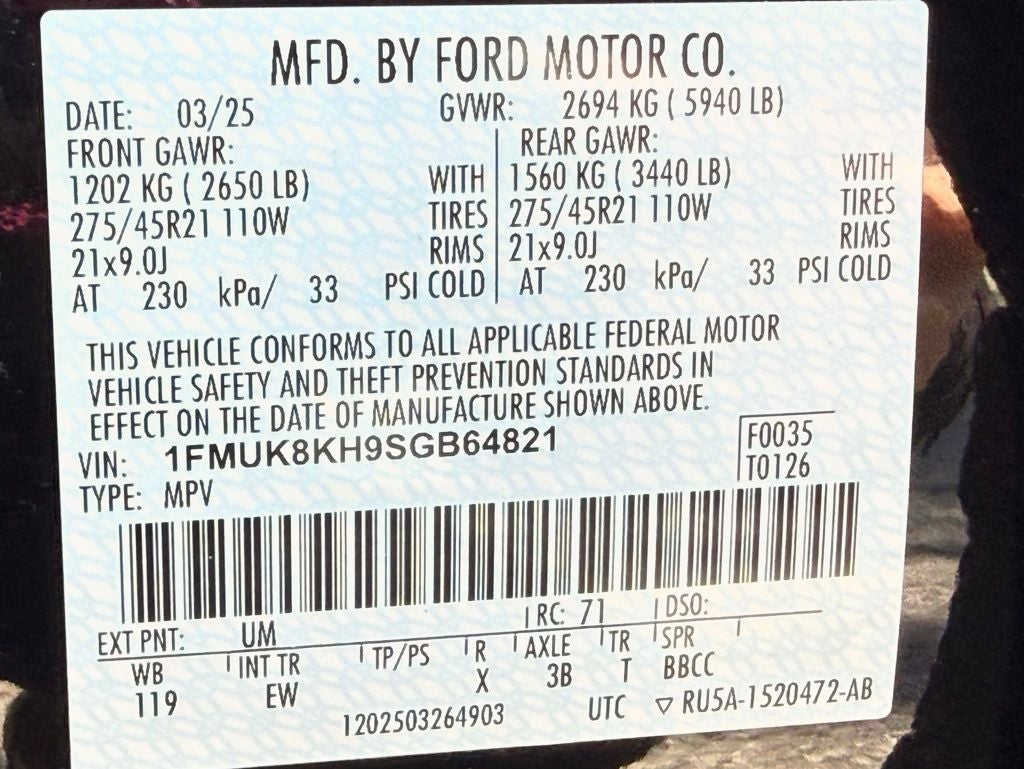 MFD. BY FORD MOTOR CO.
DATE: 03/25 GVWR: 2694 KG ( 5940 LB)
FRONT GAWR: REAR GAWR:
1202 KG ( 2650 LB) WITH 1560 KG ( 3440 LB) WITH
275/45R21 110W TIRES 275/45R21 110W TIRES
21x9.0J RIMS 21x9.0J RIMS
AT 230 kPa/ 33 PSI COLD AT 230 kPa/ 33 PSI COLD
THIS VEHICLE CONFORMS TO ALL APPLICABLE FEDERAL MOTOR
VEHICLE SAFETY AND THEFT PREVENTION STANDARDS IN
EFFECT ON THE DATE OF MANUFACTURE SHOWN ABOVE.
VIN: 1FMUK8KH9SGB64821 F0035
TYPE: MPV T0126
EXT PNT: UM RC: 71 DSO:
WB INT TR TP/PS R AXLE TR SPR
119 EW X 3B T BBCC
1202503264903 UTC ▽ RU5A-1520472-AB